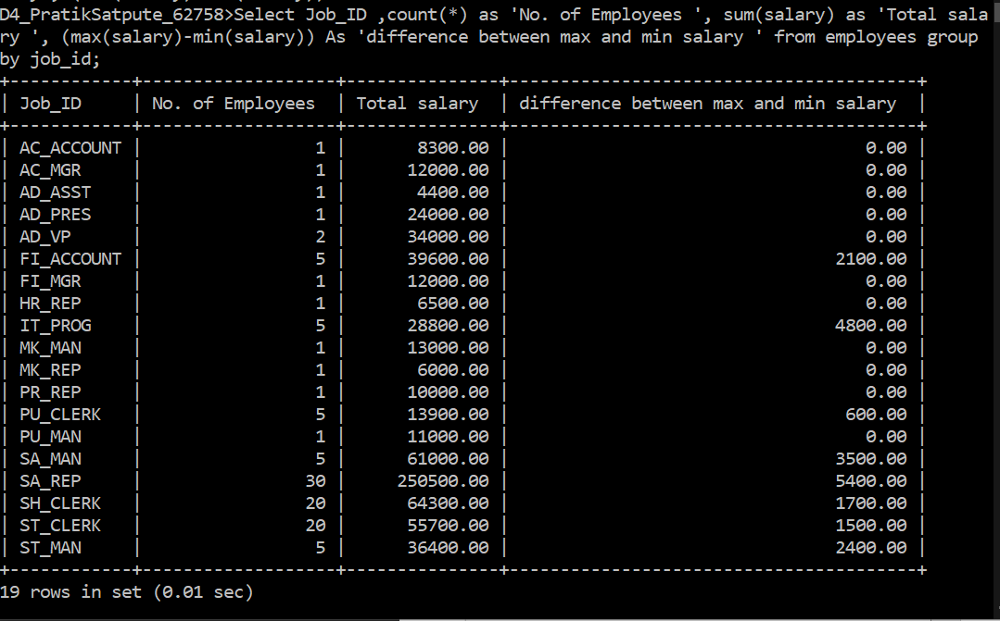 D4_PratikSatpute_62758>Select Job_ID ,count(*) as 'No. of Employees ', sum(salary) as 'Total sala
ry ', (max(salary)-min(salary)) As 'difference between max and min salary ' from employees group
by job_id;
+------------+-------------------+---------------+----------------------------------------+
| Job_ID     | No. of Employees  | Total salary  | difference between max and min salary  |
+------------+-------------------+---------------+----------------------------------------+
| AC_ACCOUNT |                 1 |       8300.00 |                                   0.00 |
| AC_MGR     |                 1 |      12000.00 |                                   0.00 |
| AD_ASST    |                 1 |       4400.00 |                                   0.00 |
| AD_PRES    |                 1 |      24000.00 |                                   0.00 |
| AD_VP      |                 2 |      34000.00 |                                   0.00 |
| FI_ACCOUNT |                 5 |      39600.00 |                                2100.00 |
| FI_MGR     |                 1 |      12000.00 |                                   0.00 |
| HR_REP     |                 1 |       6500.00 |                                   0.00 |
| IT_PROG    |                 5 |      28800.00 |                                4800.00 |
| MK_MAN     |                 1 |      13000.00 |                                   0.00 |
| MK_REP     |                 1 |       6000.00 |                                   0.00 |
| PR_REP     |                 1 |      10000.00 |                                   0.00 |
| PU_CLERK   |                 5 |      13900.00 |                                 600.00 |
| PU_MAN     |                 1 |      11000.00 |                                   0.00 |
| SA_MAN     |                 5 |      61000.00 |                                3500.00 |
| SA_REP     |                30 |     250500.00 |                                5400.00 |
| SH_CLERK   |                20 |      64300.00 |                                1700.00 |
| ST_CLERK   |                20 |      55700.00 |                                1500.00 |
| ST_MAN     |                 5 |      36400.00 |                                2400.00 |
+------------+-------------------+---------------+----------------------------------------+
19 rows in set (0.01 sec)